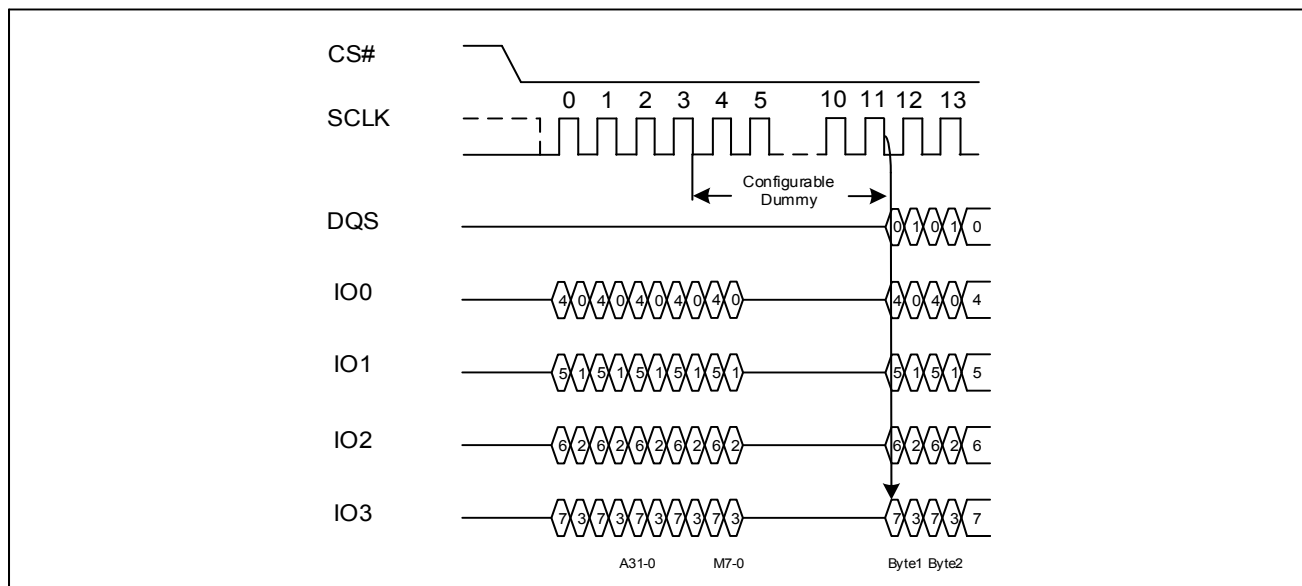 CS#
0 1 2 3 4 5 10 11 12 13
SCLK
Configurable
Dummy
DQS
0 1 0 1 0
IO0
4 0 4 0 4 0 4 0 4 0 4 0 4 0 4
IO1
5 1 5 1 5 1 5 1 5 1 5 1 5 1 5
IO2
6 2 6 2 6 2 6 2 6 2 6 2 6 2 6
IO3
7 3 7 3 7 3 7 3 7 3 7 3 7 3 7
A31-0 M7-0 Byte1 Byte2